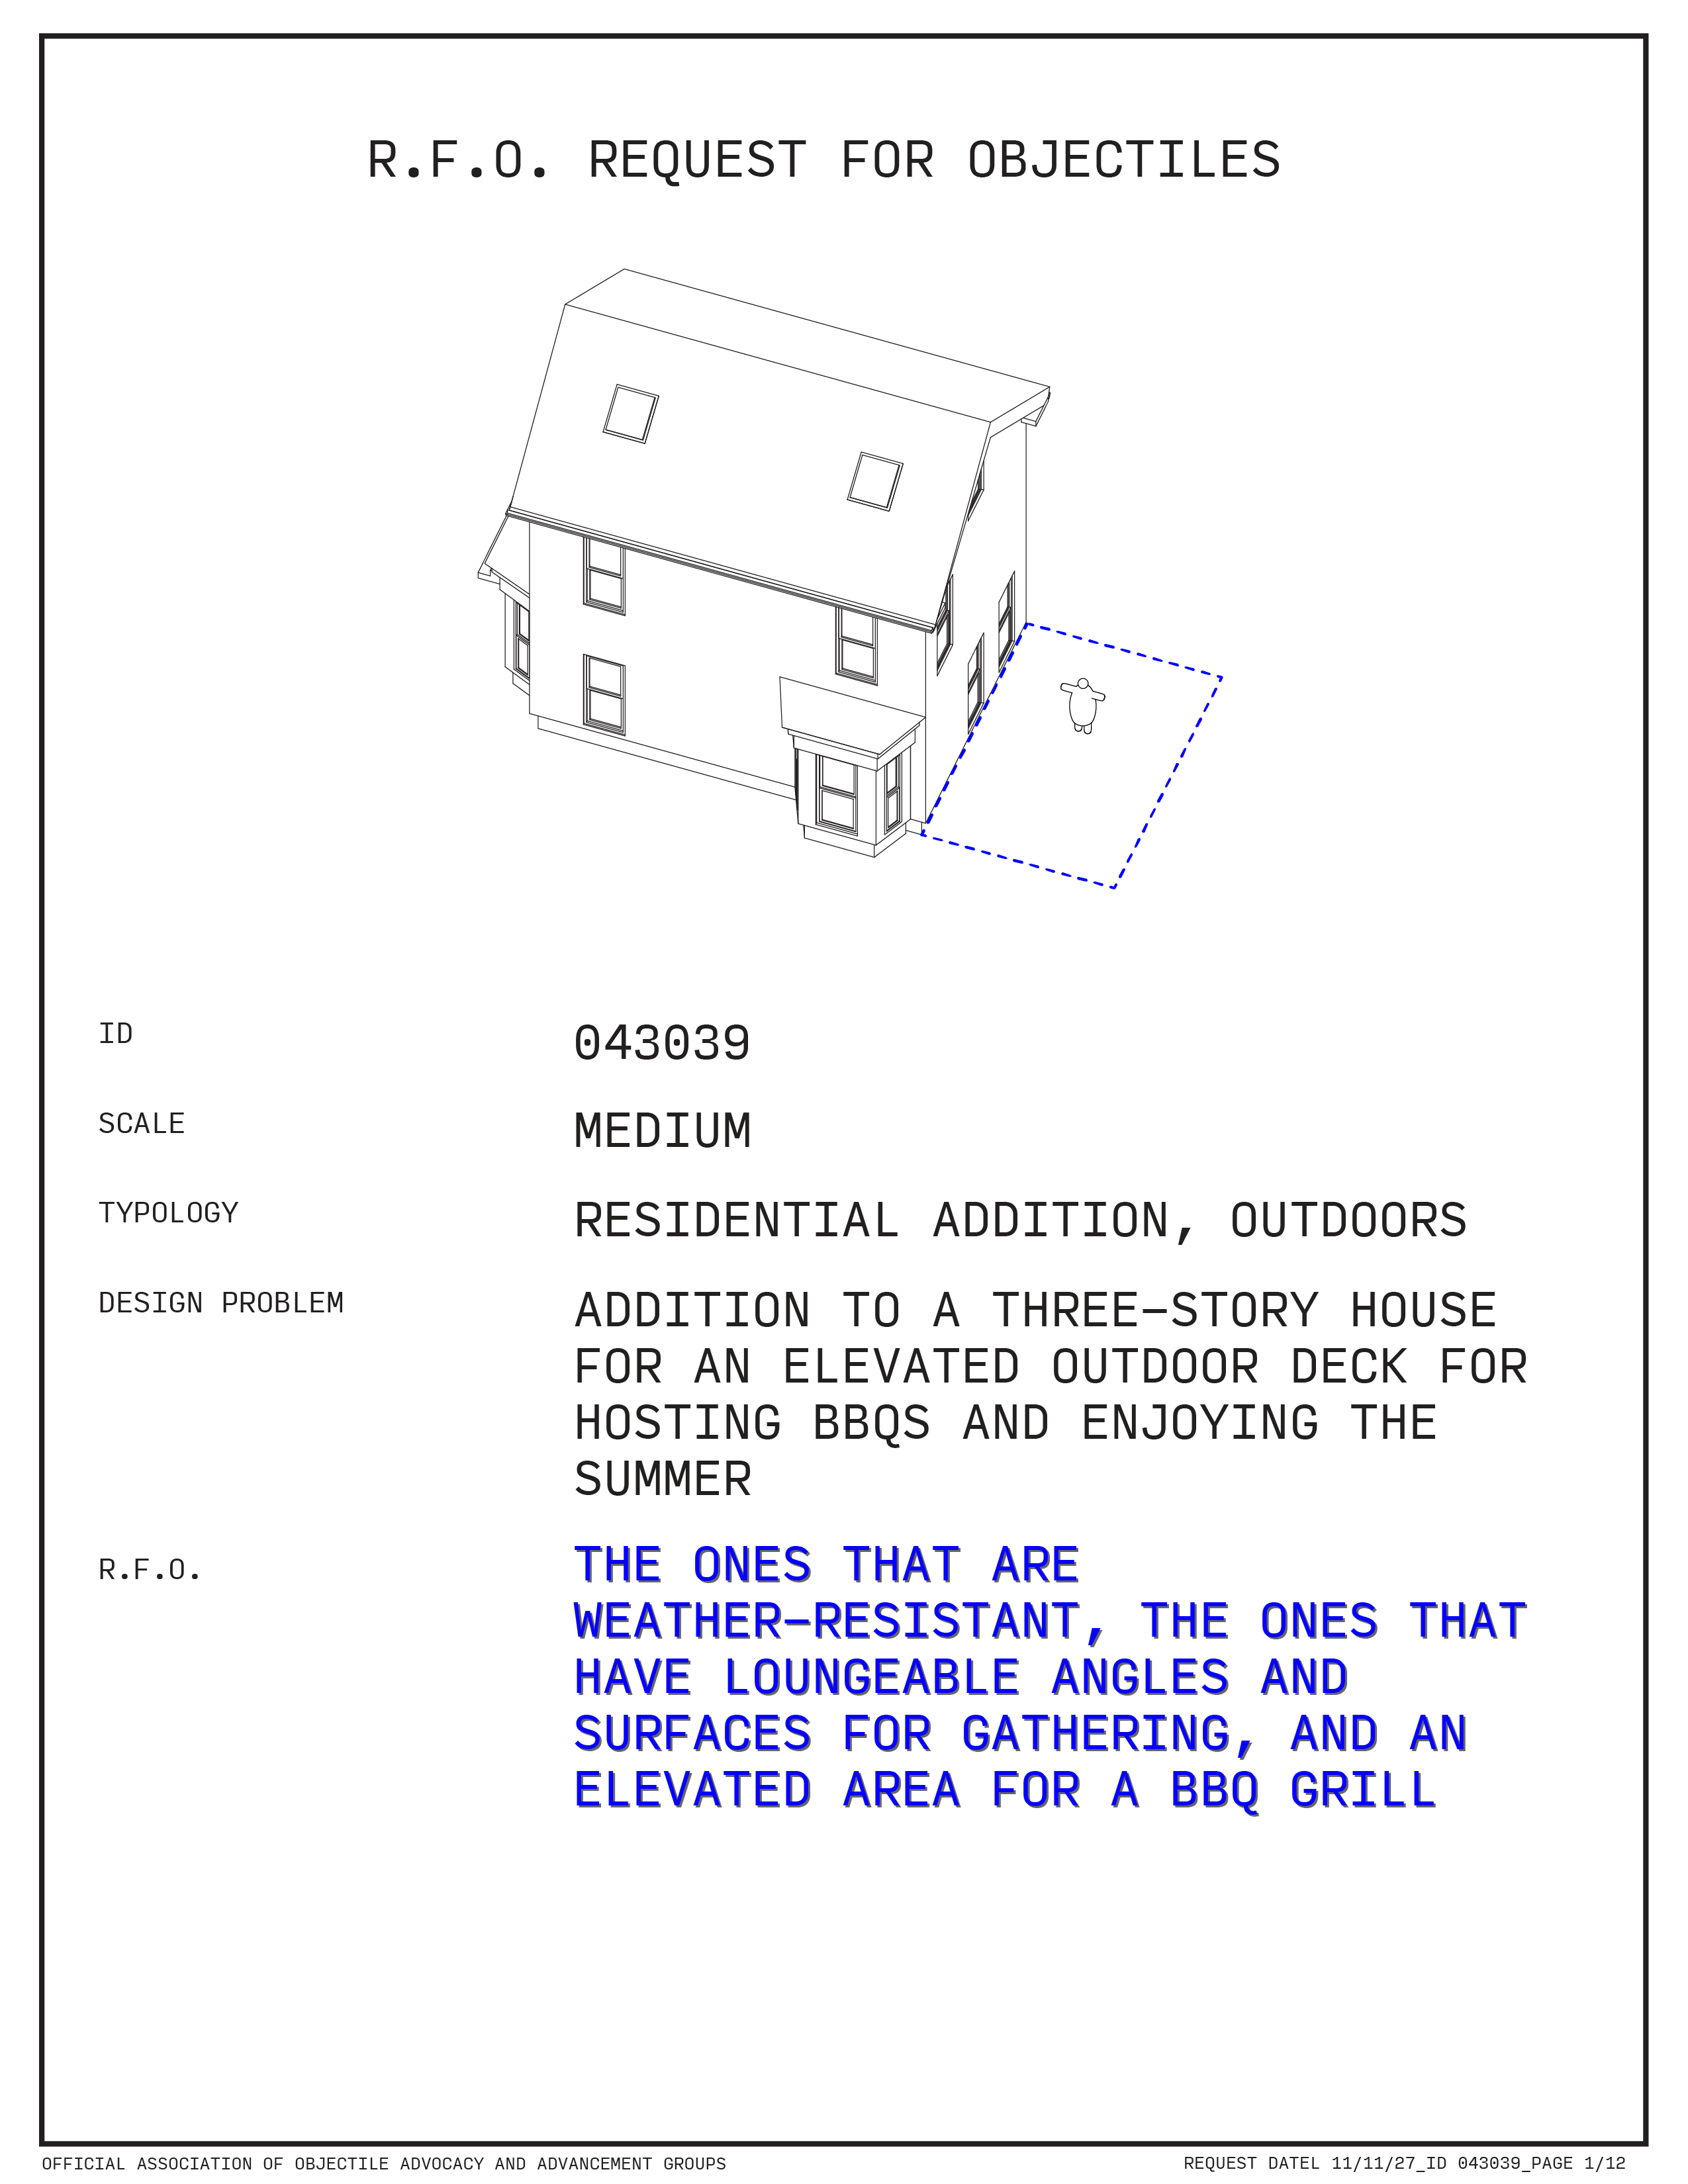 R.F.O. REQUEST FOR OBJECTILES
ID
043039
SCALE
MEDIUM
TYPOLOGY
RESIDENTIAL ADDITION, OUTDOORS
DESIGN PROBLEM
ADDITION TO A THREE-STORY HOUSE
FOR AN ELEVATED OUTDOOR DECK FOR
HOSTING BBQS AND ENJOYING THE
SUMMER
R.F.O.
THE ONES THAT ARE
WEATHER-RESISTANT, THE ONES THAT
HAVE LOUNGEABLE ANGLES AND
SURFACES FOR GATHERING, AND AN
ELEVATED AREA FOR A BBQ GRILL
OFFICIAL ASSOCIATION OF OBJECTILE ADVOCACY AND ADVANCEMENT GROUPS
REQUEST DATEL 11/11/27_ID 043039_PAGE 1/12